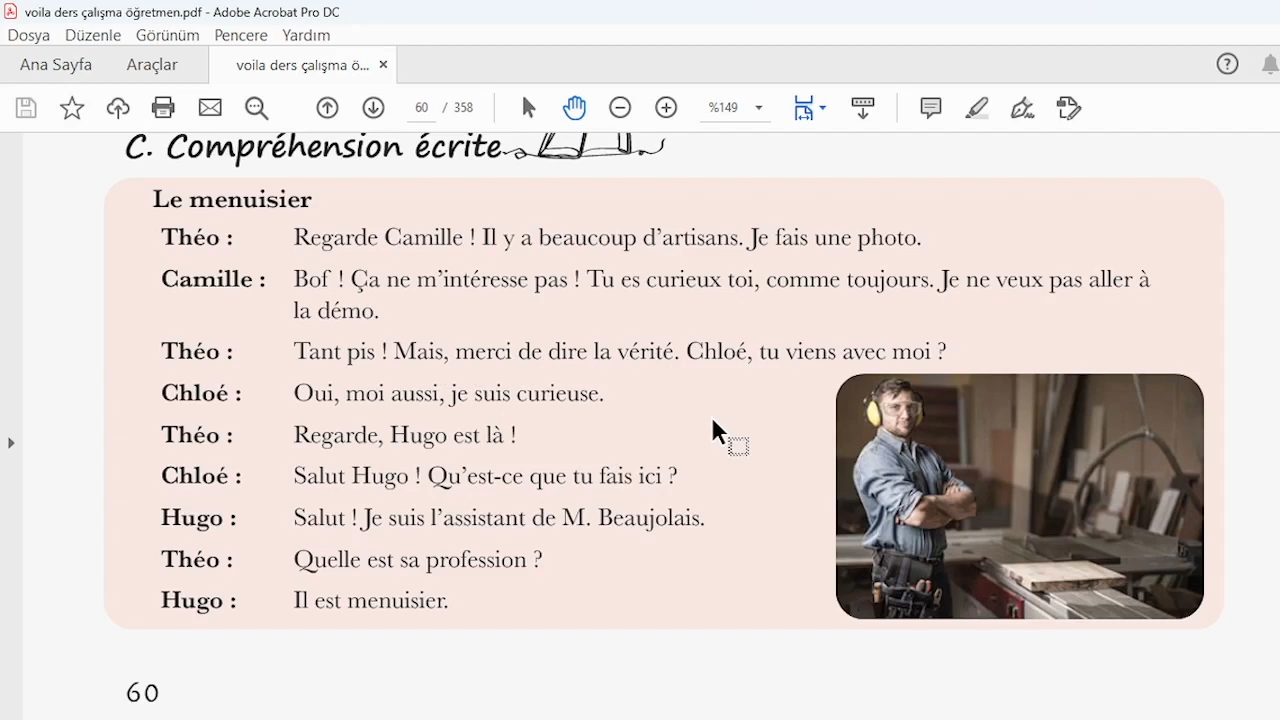 voila ders çalışma öğretmen.pdf - Adobe Acrobat Pro DC
Dosya Düzenle Görünüm Pencere Yardım
Ana Sayfa Araçlar voila ders çalışma ö... ×
60 / 358 %149
C. Compréhension écrite
Le menuisier
Théo : Regarde Camille ! Il y a beaucoup d’artisans. Je fais une photo.
Camille : Bof ! Ça ne m’intéresse pas ! Tu es curieux toi, comme toujours. Je ne veux pas aller à
la démo.
Théo : Tant pis ! Mais, merci de dire la vérité. Chloé, tu viens avec moi ?
Chloé : Oui, moi aussi, je suis curieuse.
Théo : Regarde, Hugo est là !
Chloé : Salut Hugo ! Qu’est-ce que tu fais ici ?
Hugo : Salut ! Je suis l’assistant de M. Beaujolais.
Théo : Quelle est sa profession ?
Hugo : Il est menuisier.
60